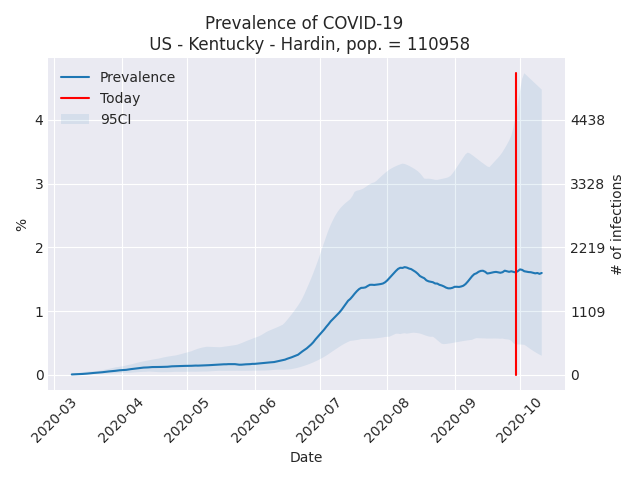 Prevalence of COVID-19
US - Kentucky - Hardin, pop. = 110958
Prevalence
Today
95CI
%
4
3
2
1
0
4438
3328
2219
1109
0
# of infections
2020-03
2020-04
2020-05
2020-06
2020-07
2020-08
2020-09
2020-10
Date